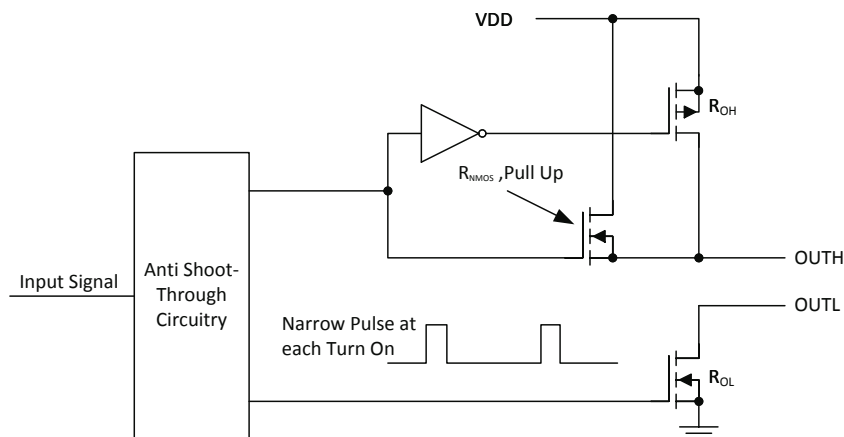 VDD
R_OH
R_NMOS ,Pull Up
Input Signal
Anti Shoot-
Through
Circuitry
OUTH
OUTL
Narrow Pulse at
each Turn On
R_OL